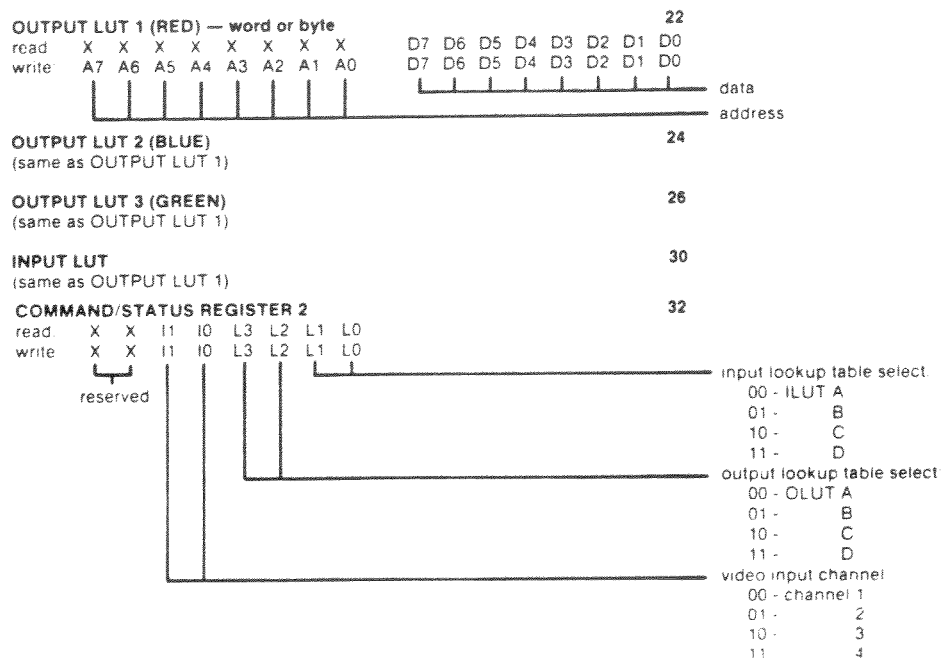 OUTPUT LUT 1 (RED) — word or byte 22
read X X X X X X X X D7 D6 D5 D4 D3 D2 D1 D0
write: A7 A6 A5 A4 A3 A2 A1 A0 D7 D6 D5 D4 D3 D2 D1 D0
data
address
OUTPUT LUT 2 (BLUE) 24
(same as OUTPUT LUT 1)
OUTPUT LUT 3 (GREEN) 26
(same as OUTPUT LUT 1)
INPUT LUT 30
(same as OUTPUT LUT 1)
COMMAND/STATUS REGISTER 2 32
read: X X I1 I0 L3 L2 L1 L0
write X X I1 I0 L3 L2 L1 L0
reserved
input lookup table select:
00 - ILUT A
01 - B
10 - C
11 - D
output lookup table select:
00 - OLUT A
01 - B
10 - C
11 - D
video input channel
00 - channel 1
01 - 2
10 - 3
11 4